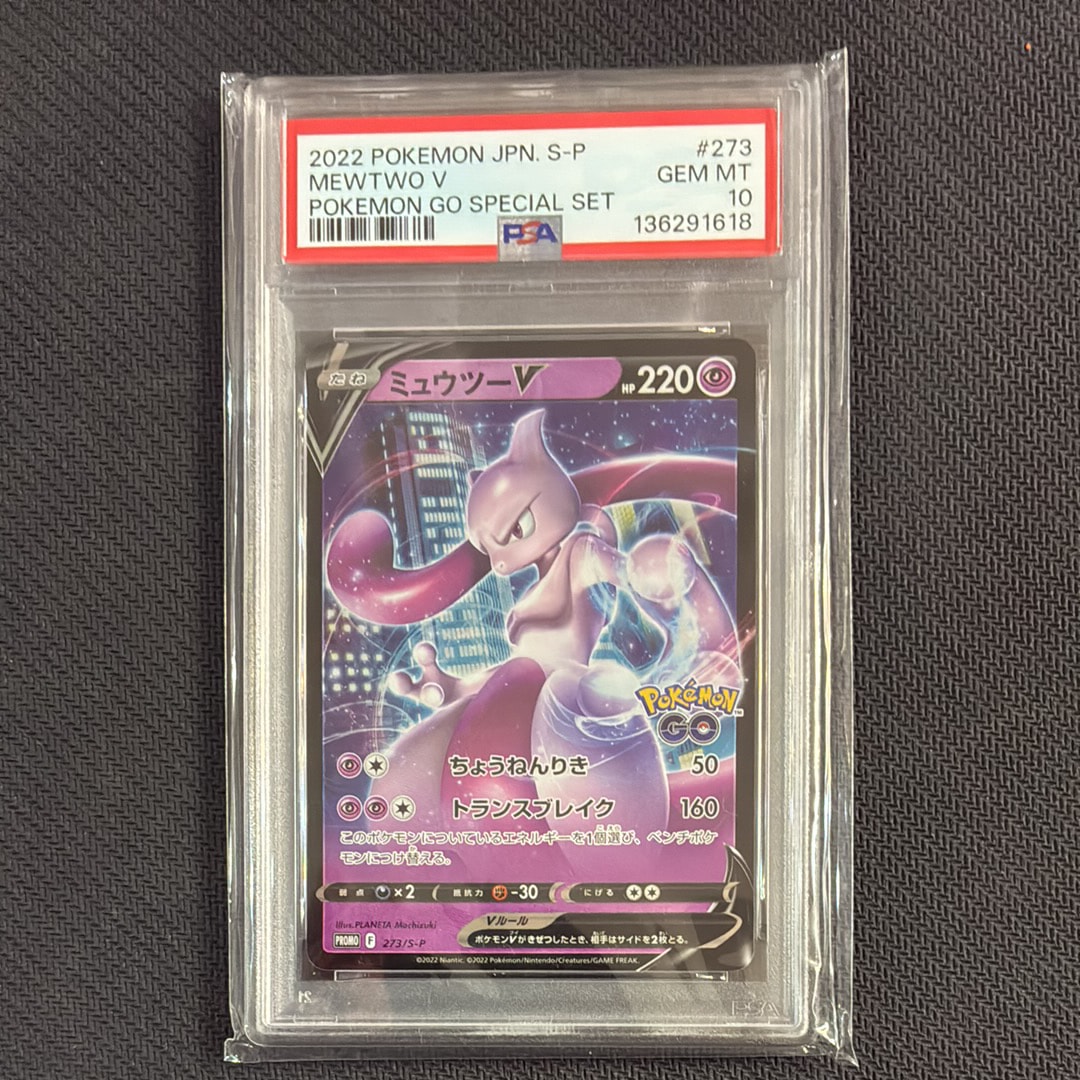 2022 POKEMON JPN. S-P #273
MEWTWO V GEM MT
POKEMON GO SPECIAL SET 10
PSA 136291618
たね ミュウツーV HP 220
POKÉMON
GO
ちょうねんりき 50
トランスブレイク 160
このポケモンについているエネルギーを1個選び、ベンチポケ
モンにつけ替える。
弱点 ×2 抵抗力 -30 にげる
Illus. PLANETA Mochizuki
Vルール
PROMO F 273/S-P
ポケモンVがきぜつしたとき、相手はサイドを2枚とる。
©2022 Niantic. ©2022 Pokémon/Nintendo/Creatures/GAME FREAK.
PSA